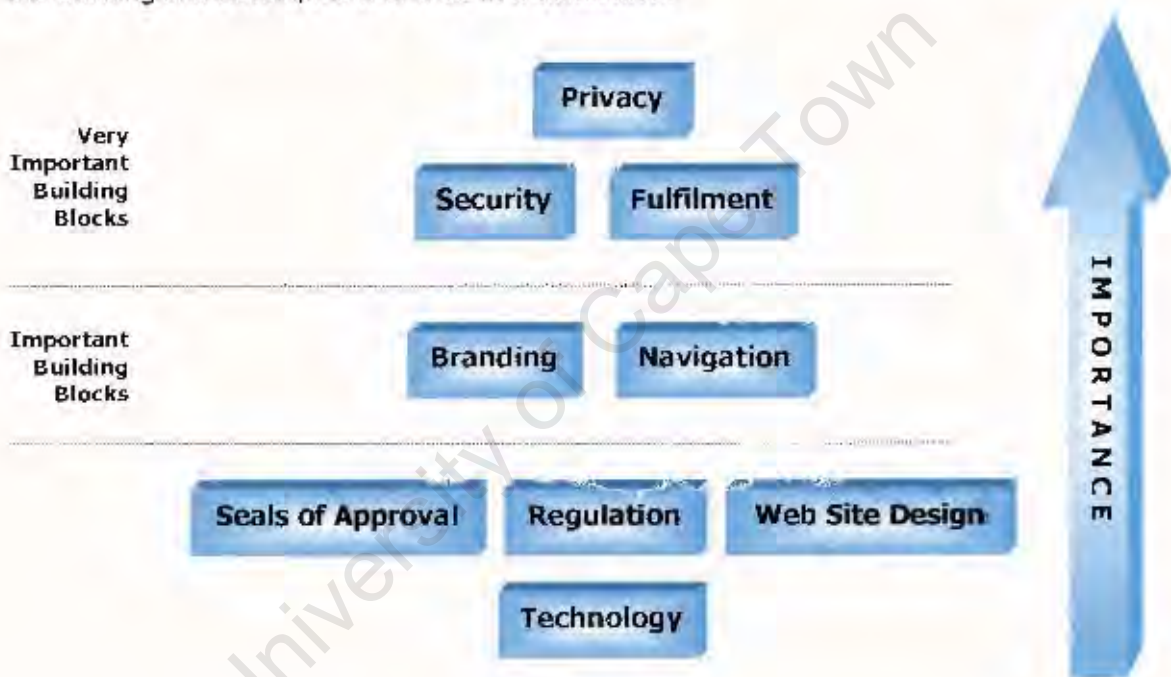 Privacy
Very
Important
Building
Blocks
Security Fulfilment
Important
Building
Blocks
Branding Navigation
Seals of Approval Regulation Web Site Design
Technology
IMPORTANCE
University of Cape Town